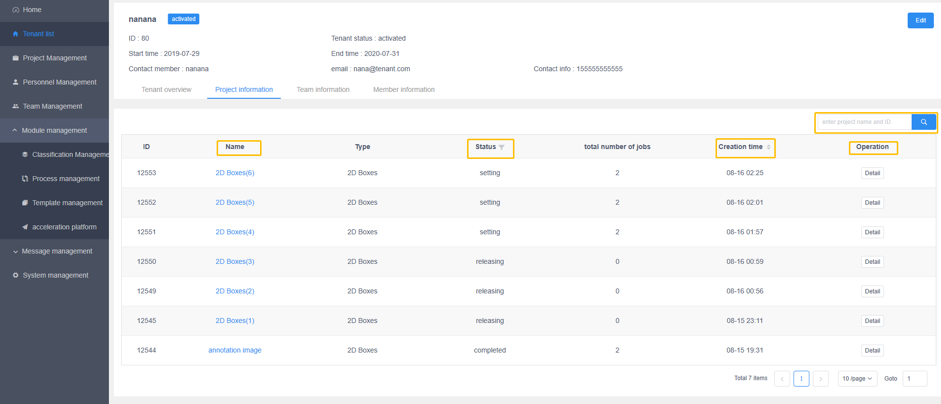 Home
Tenant list
Project Management
Personnel Management
Team Management
Module management
Classification Manageme
Process management
Template management
acceleration platform
Message management
System management
nanana activated
Edit
ID : 80 Tenant status : activated
Start time : 2019-07-29 End time : 2020-07-31
Contact member : nanana email : nana@tenant.com Contact info : 155555555555
Tenant overview Project information Team information Member information
enter project name and ID.
ID Name Type Status total number of jobs Creation time Operation
12553 2D Boxes(6) 2D Boxes setting 2 08-16 02:25 Detail
12552 2D Boxes(5) 2D Boxes setting 2 08-16 02:01 Detail
12551 2D Boxes(4) 2D Boxes setting 2 08-16 01:57 Detail
12550 2D Boxes(3) 2D Boxes releasing 0 08-16 00:59 Detail
12549 2D Boxes(2) 2D Boxes releasing 0 08-16 00:56 Detail
12545 2D Boxes(1) 2D Boxes releasing 0 08-15 23:11 Detail
12544 annotation image 2D Boxes completed 2 08-15 19:31 Detail
Total 7 items 1 10 /page Goto 1